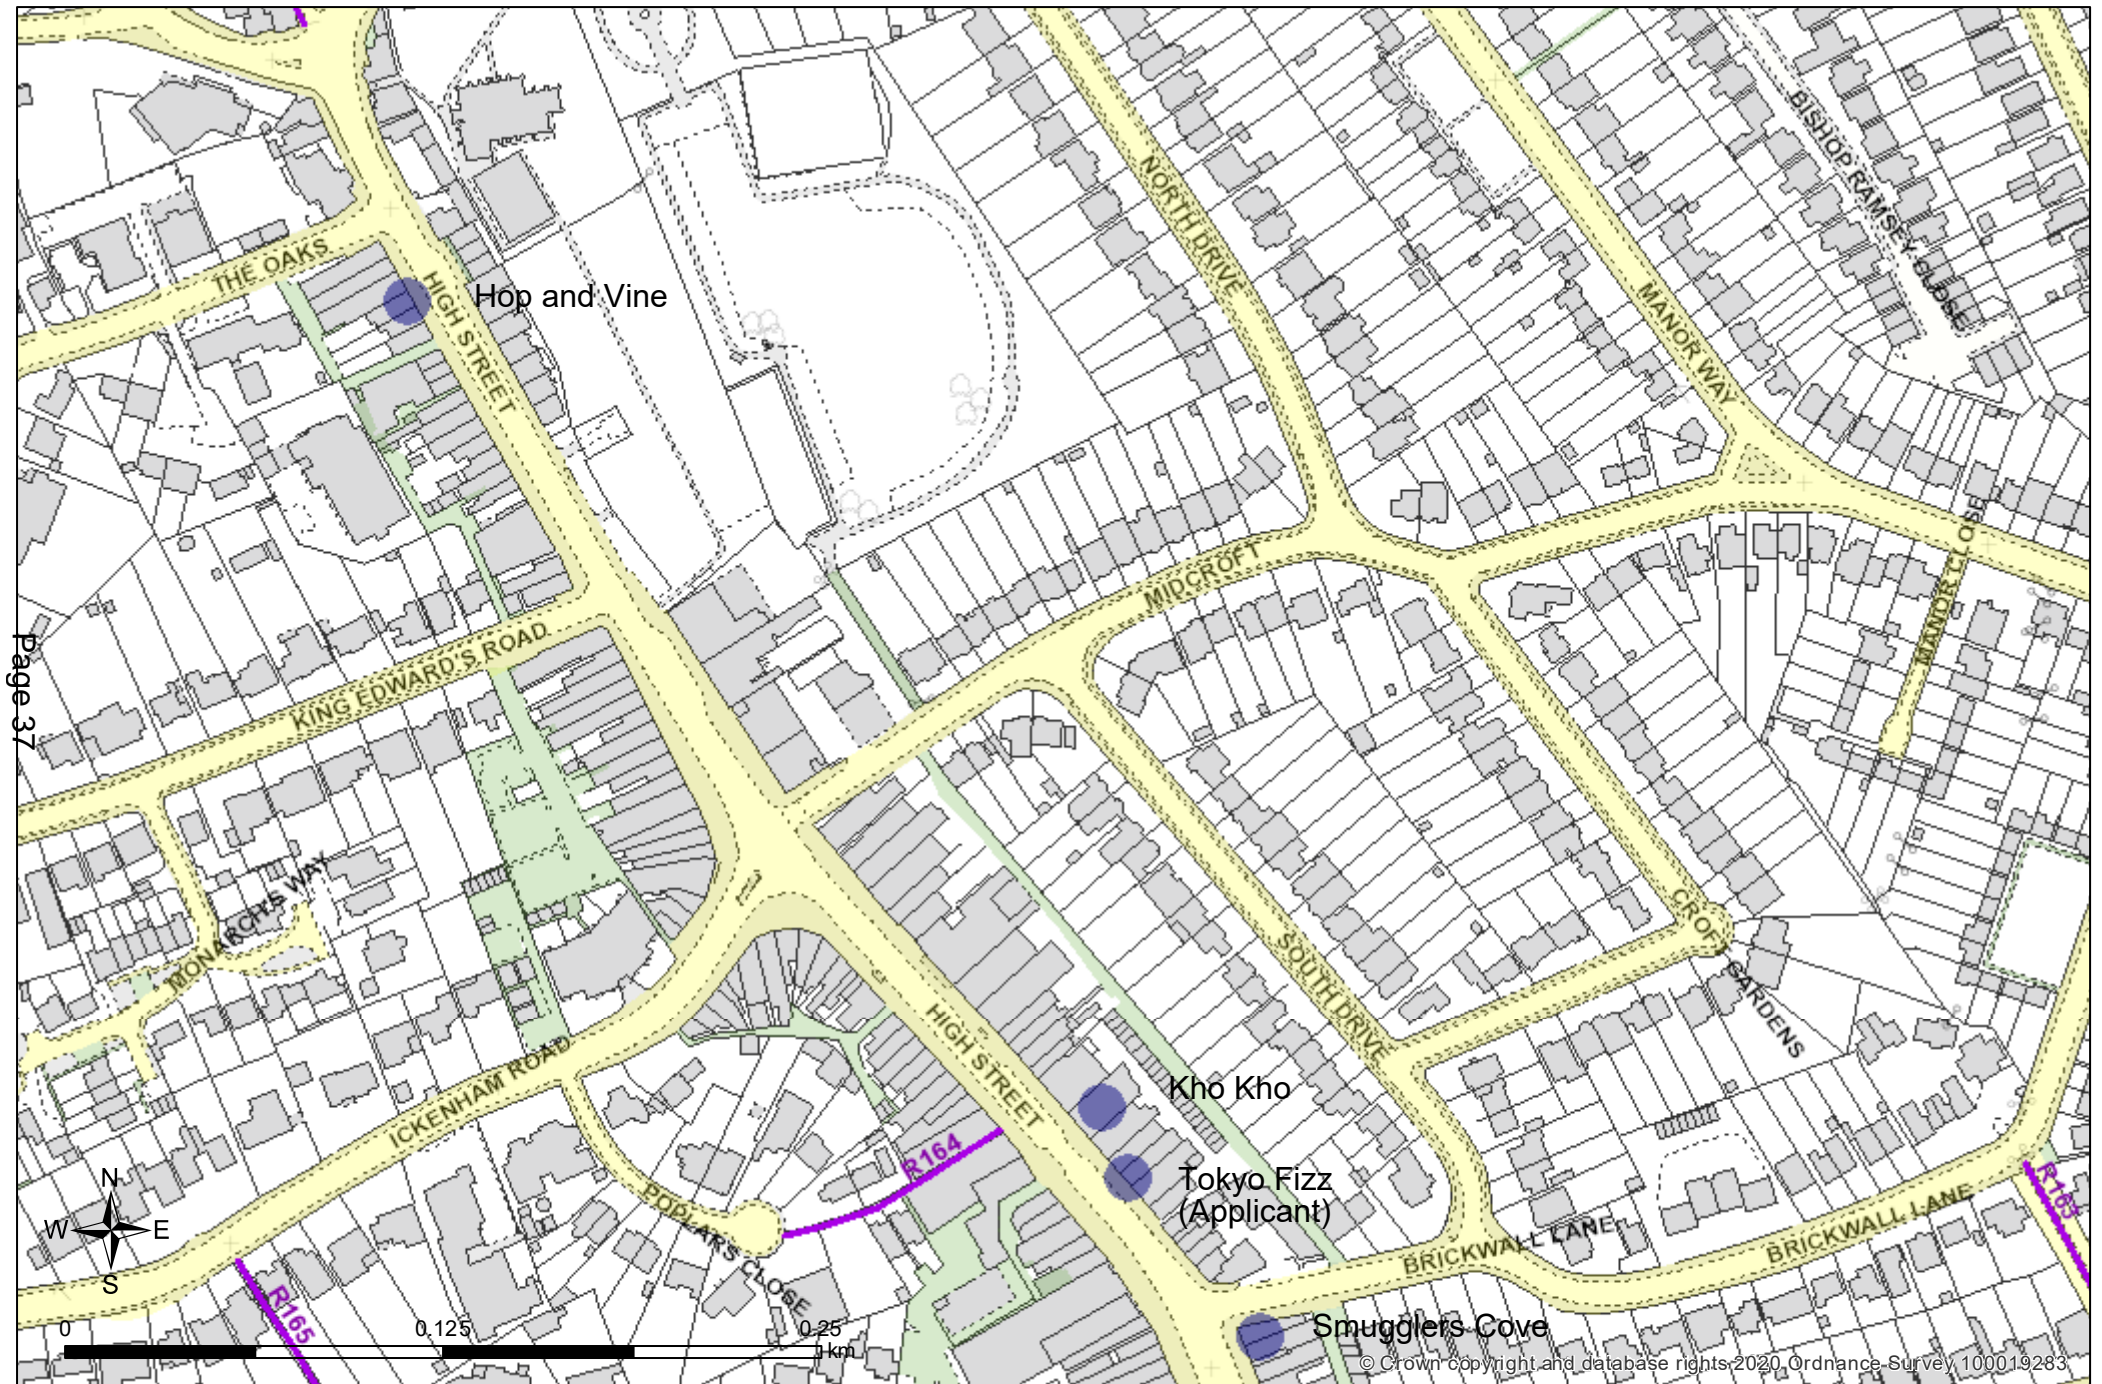 BISHOP RAMSEY CLOSE
NORTH DRIVE
THE OAKS
HIGH STREET
Hop and Vine
MANOR WAY
MANOR CLOSE
MIDCROFT
KING EDWARD'S ROAD
Page 37
MONARCH'S WAY
CROFT GARDENS
SOUTH DRIVE
HIGH STREET
ICKENHAM ROAD
Kho Kho
R164
Tokyo Fizz
(Applicant)
POPLARS CLOSE
R163
BRICKWALL LANE
BRICKWALL LANE
N
W E
S
R165
Smugglers Cove
0 0.125 0.25
km
© Crown copyright and database rights 2020 Ordnance Survey 100019283